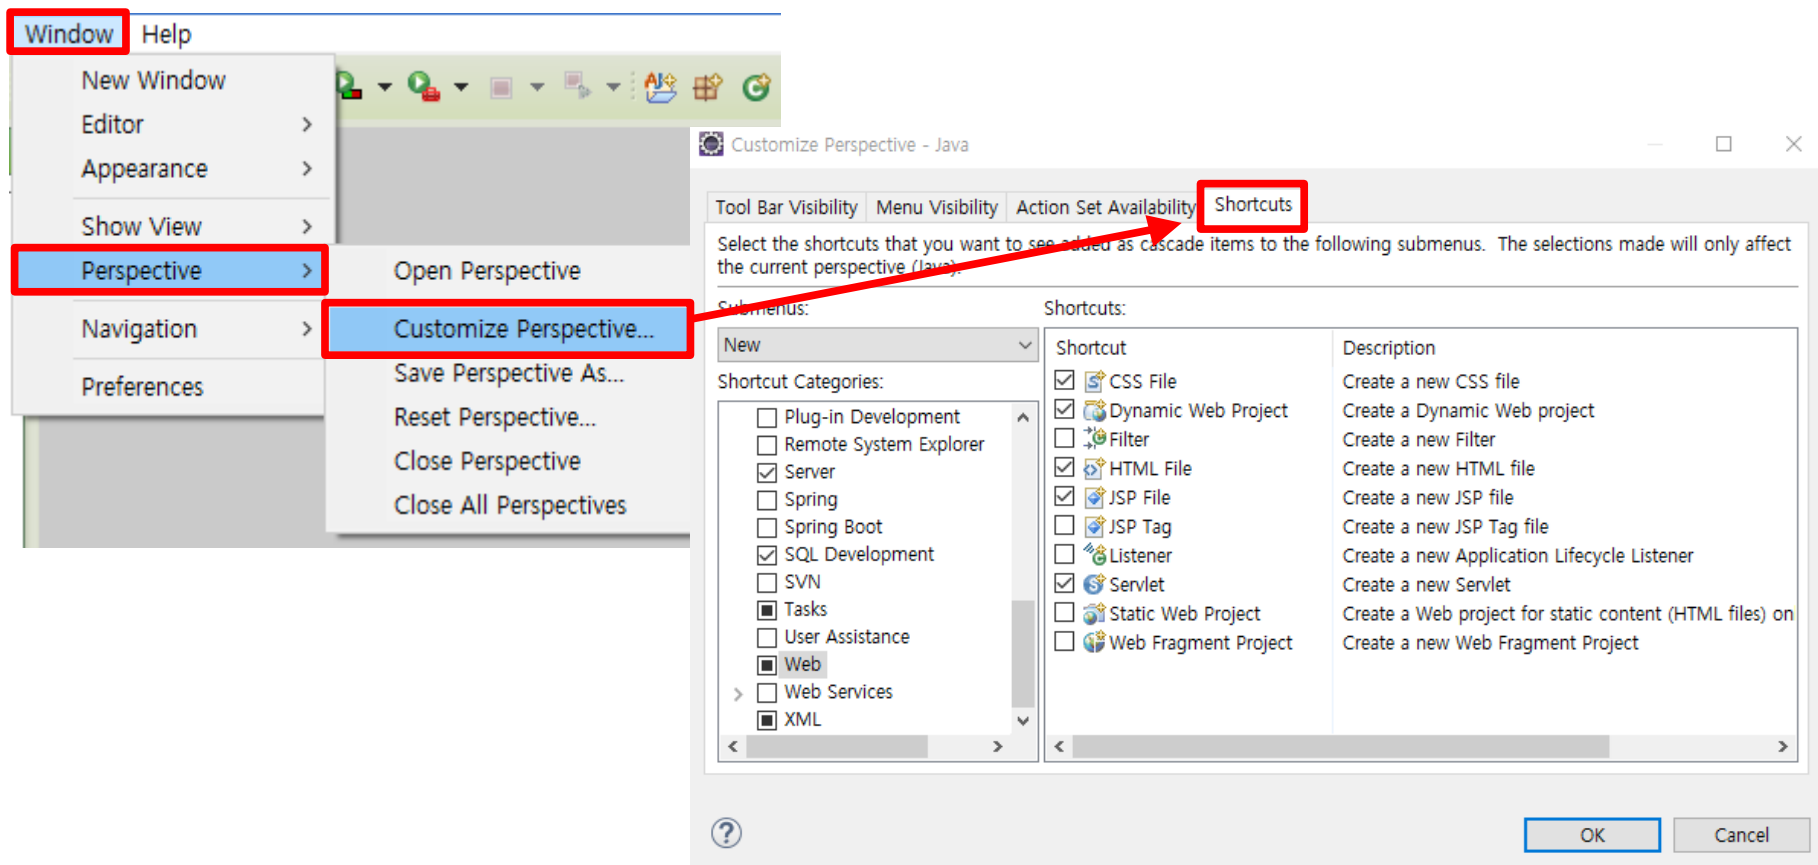 Window Help
New Window
Editor
Appearance
Show View
Perspective
Navigation
Preferences
Open Perspective
Customize Perspective...
Save Perspective As...
Reset Perspective...
Close Perspective
Close All Perspectives
Customize Perspective - Java
Tool Bar Visibility Menu Visibility Action Set Availability Shortcuts
Select the shortcuts that you want to see added as cascade items to the following submenus. The selections made will only affect
the current perspective (Java).
Submenus:
New
Shortcut Categories:
Plug-in Development
Remote System Explorer
Server
Spring
Spring Boot
SQL Development
SVN
Tasks
User Assistance
Web
Web Services
XML
Shortcuts:
Shortcut Description
CSS File Create a new CSS file
Dynamic Web Project Create a Dynamic Web project
Filter Create a new Filter
HTML File Create a new HTML file
JSP File Create a new JSP file
JSP Tag Create a new JSP Tag file
Listener Create a new Application Lifecycle Listener
Servlet Create a new Servlet
Static Web Project Create a Web project for static content (HTML files) on
Web Fragment Project Create a new Web Fragment Project
OK Cancel